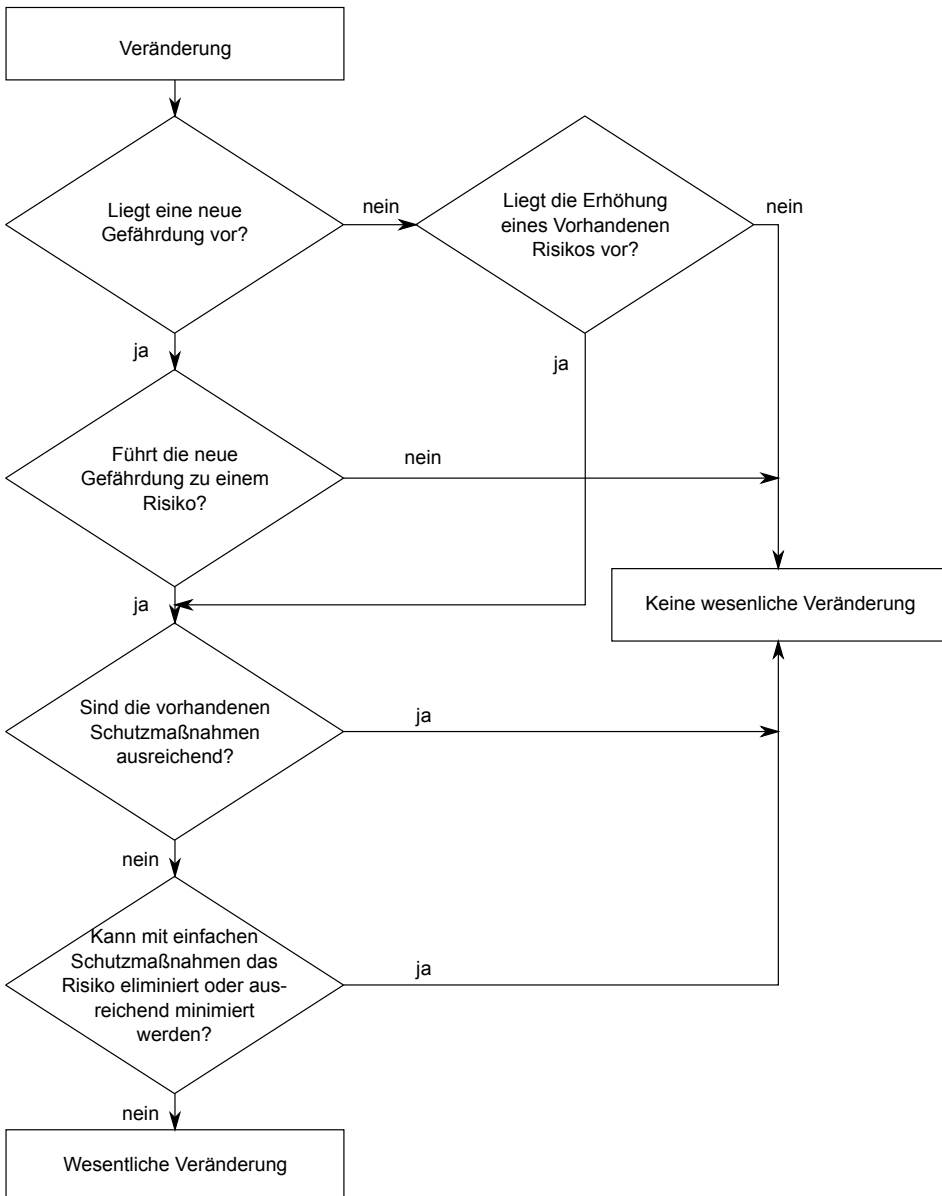 Veränderung
Liegt eine neue
Gefährdung vor?
nein
Liegt die Erhöhung
eines Vorhandenen
Risikos vor?
nein
ja
ja
Führt die neue
Gefährdung zu einem
Risiko?
nein
ja
Keine wesenliche Veränderung
Sind die vorhandenen
Schutzmaßnahmen
ausreichend?
ja
nein
Kann mit einfachen
Schutzmaßnahmen das
Risiko eliminiert oder aus-
reichend minimiert
werden?
ja
nein
Wesentliche Veränderung